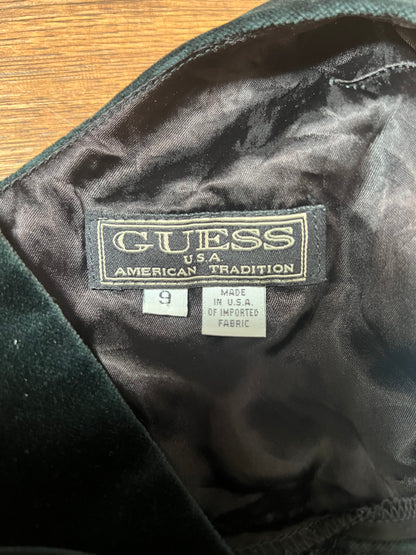 GUESS
U.S.A.
AMERICAN TRADITION
9
MADE
IN U.S.A.
OF IMPORTED
FABRIC